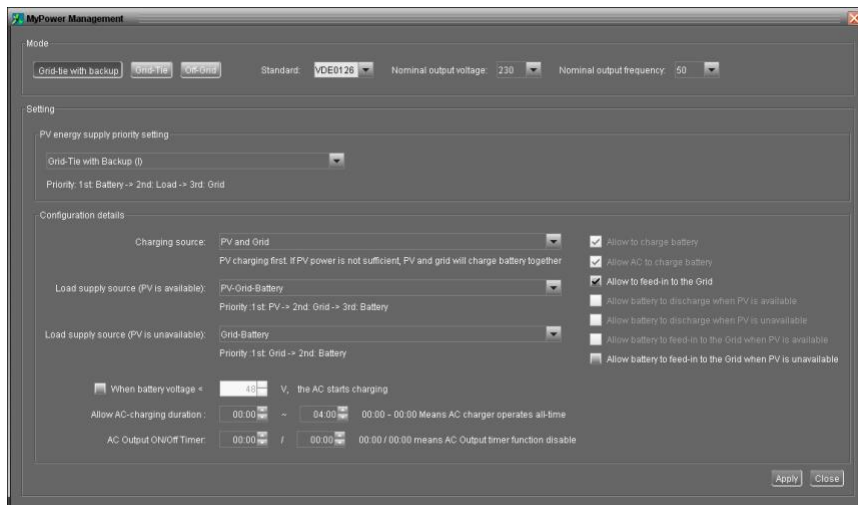 MyPower Management
Mode
Grid-tie with backup Grid-Tie Off-Grid Standard: VDE0126 Nominal output voltage: 230 Nominal output frequency: 50
Setting
PV energy supply priority setting
Grid-Tie with Backup (I)
Priority: 1st: Battery -> 2nd: Load -> 3rd: Grid
Configuration details
Charging source: PV and Grid
PV charging first. If PV power is not sufficient, PV and grid will charge battery together
Load supply source (PV is available): PV-Grid-Battery
Priority :1st: PV -> 2nd: Grid -> 3rd: Battery
Load supply source (PV is unavailable): Grid-Battery
Priority :1st: Grid -> 2nd: Battery
When battery voltage < 48 V, the AC starts charging
Allow AC-charging duration : 00:00 ~ 04:00 00:00 - 00:00 Means AC charger operates all-time
AC Output ON/Off Timer: 00:00 / 00:00 00:00 / 00:00 means AC Output timer function disable
Allow to charge battery
Allow AC to charge battery
Allow to feed-in to the Grid
Allow battery to discharge when PV is available
Allow battery to discharge when PV is unavailable
Allow battery to feed-in to the Grid when PV is available
Allow battery to feed-in to the Grid when PV is unavailable
Apply Close